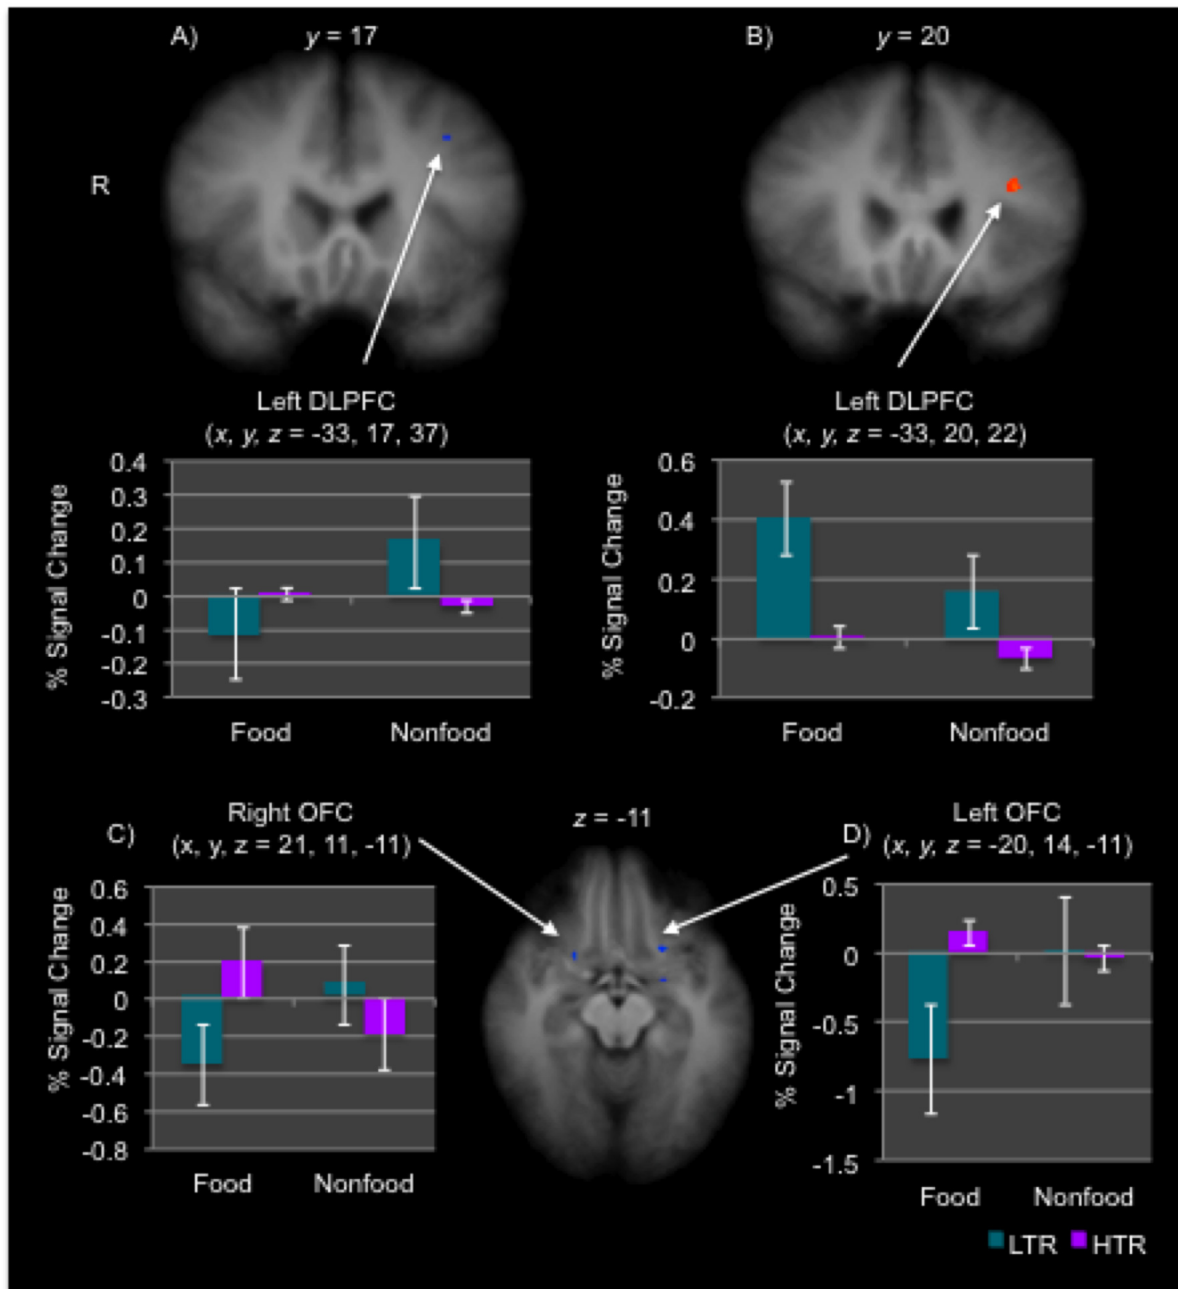 A)
y = 17
B)
y = 20
R
Left DLPFC
(x, y, z = -33, 17, 37)
% Signal Change
0.4
0.3
0.2
0.1
0
-0.1
-0.2
-0.3
Food
Nonfood
Left DLPFC
(x, y, z = -33, 20, 22)
% Signal Change
0.6
0.4
0.2
0
-0.2
Food
Nonfood
C)
Right OFC
(x, y, z = 21, 11, -11)
% Signal Change
0.6
0.4
0.2
0
-0.2
-0.4
-0.6
-0.8
Food
Nonfood
z = -11
D)
Left OFC
(x, y, z = -20, 14, -11)
% Signal Change
0.5
0
-0.5
-1
-1.5
Food
Nonfood
LTR
HTR